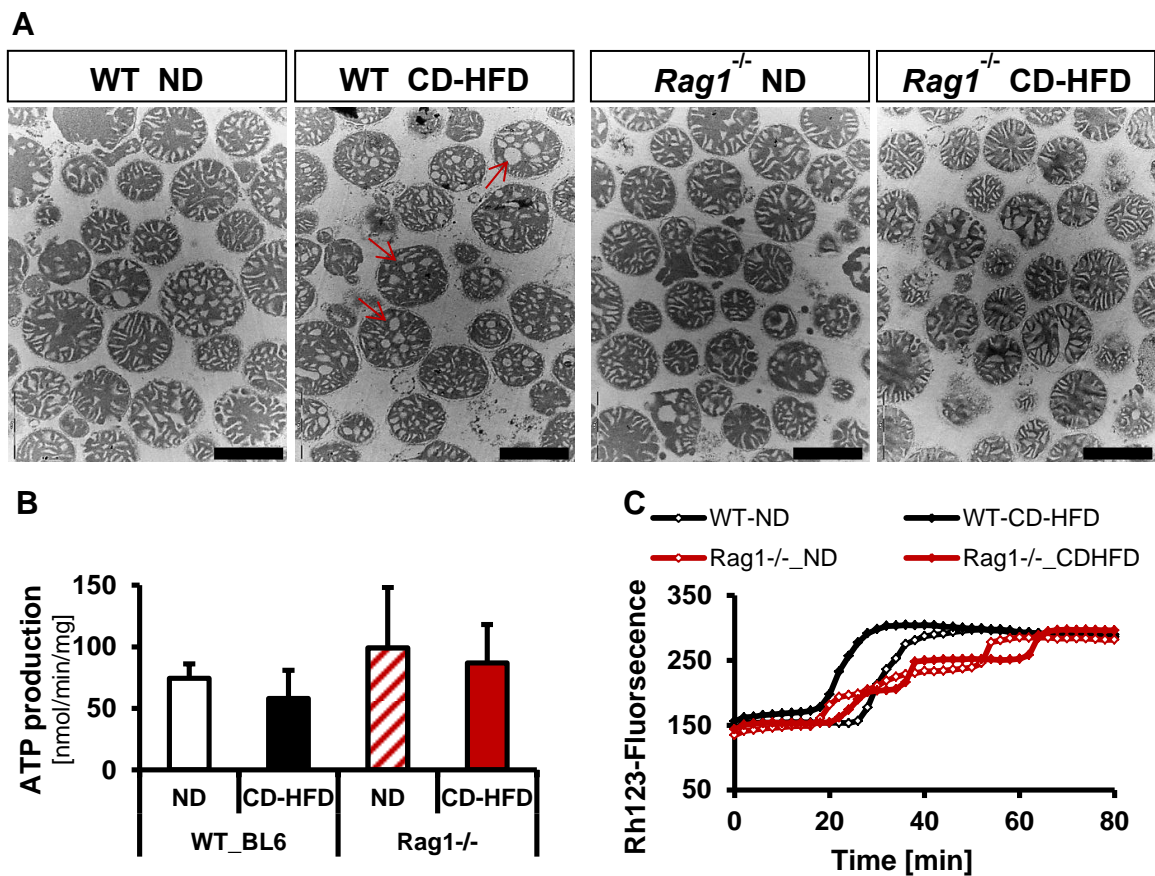 A
WT ND
WT CD-HFD
Rag1-/- ND
Rag1-/- CD-HFD
B
ATP production
[nmol/min/mg]
150
100
50
0
ND
CD-HFD
ND
CD-HFD
WT_BL6
Rag1-/-
C
WT-ND
WT-CD-HFD
Rag1-/-_ND
Rag1-/-_CDHFD
Rh123-Fluorsecence
350
250
150
50
0
20
40
60
80
Time [min]